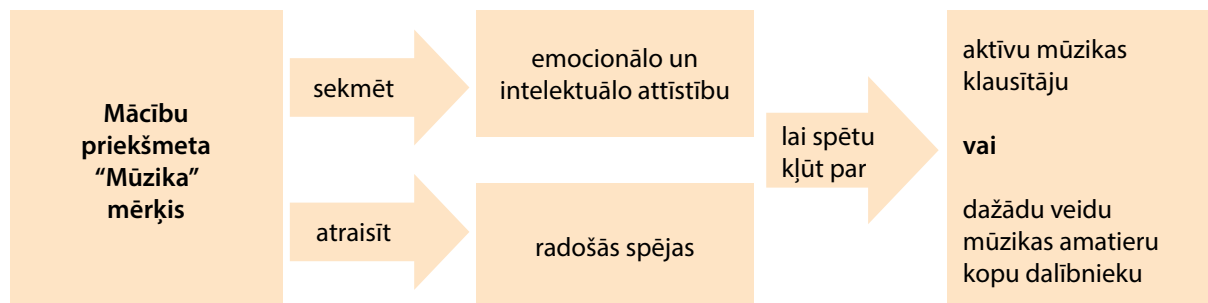 Mācību
priekšmeta
“Mūzika”
mērķis
sekmēt
emocionālo un
intelektuālo attīstību
atraisīt
radošās spējas
lai spētu
kļūt par
aktīvu mūzikas
klausītāju
vai
dažādu veidu
mūzikas amatieru
kopu dalībnieku